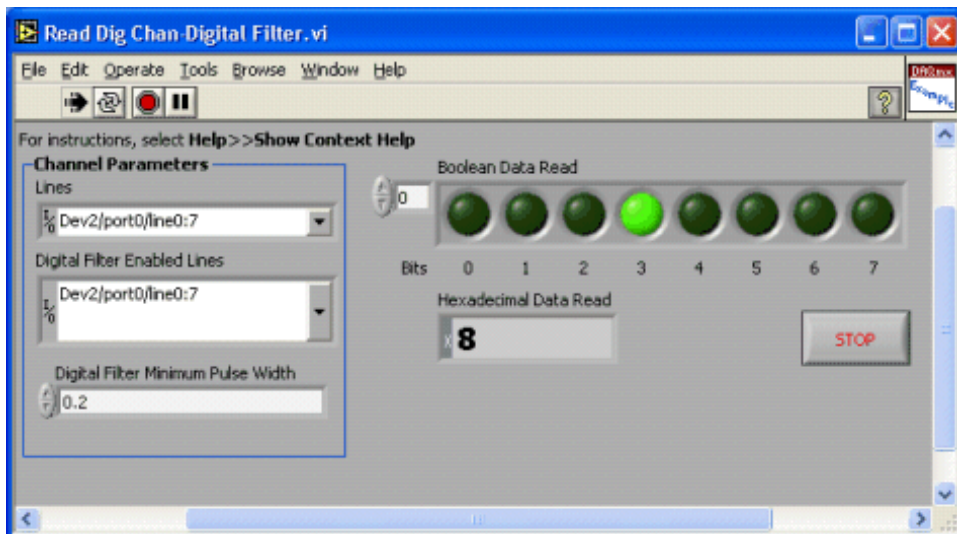 Read Dig Chan-Digital Filter.vi
File Edit Operate Tools Browse Window Help
DAQmx
Example
?
For instructions, select Help>>Show Context Help
Channel Parameters
Lines
I/O Dev2/port0/line0:7
Digital Filter Enabled Lines
I/O Dev2/port0/line0:7
Digital Filter Minimum Pulse Width
0.2
Boolean Data Read
0
Bits 0 1 2 3 4 5 6 7
Hexadecimal Data Read
x 8
STOP